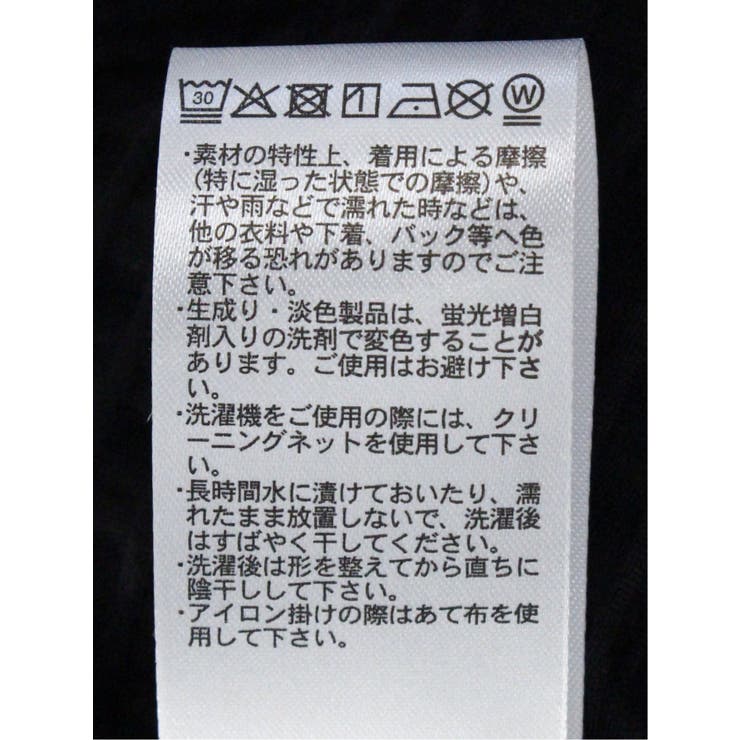 30 W
・素材の特性上、着用による摩擦
(特に湿った状態での摩擦)や、
汗や雨などで濡れた時などは、
他の衣料や下着、バック等へ色
が移る恐れがありますのでご注
意下さい。
・生成り・淡色製品は、蛍光増白
剤入りの洗剤で変色することが
あります。ご使用はお避け下さ
い。
・洗濯機をご使用の際には、クリ
ーニングネットを使用して下さ
い。
・長時間水に漬けておいたり、濡
れたまま放置しないで、洗濯後
はすばやく干してください。
・洗濯後は形を整えてから直ちに
陰干しして下さい。
・アイロン掛けの際はあて布を使
用して下さい。